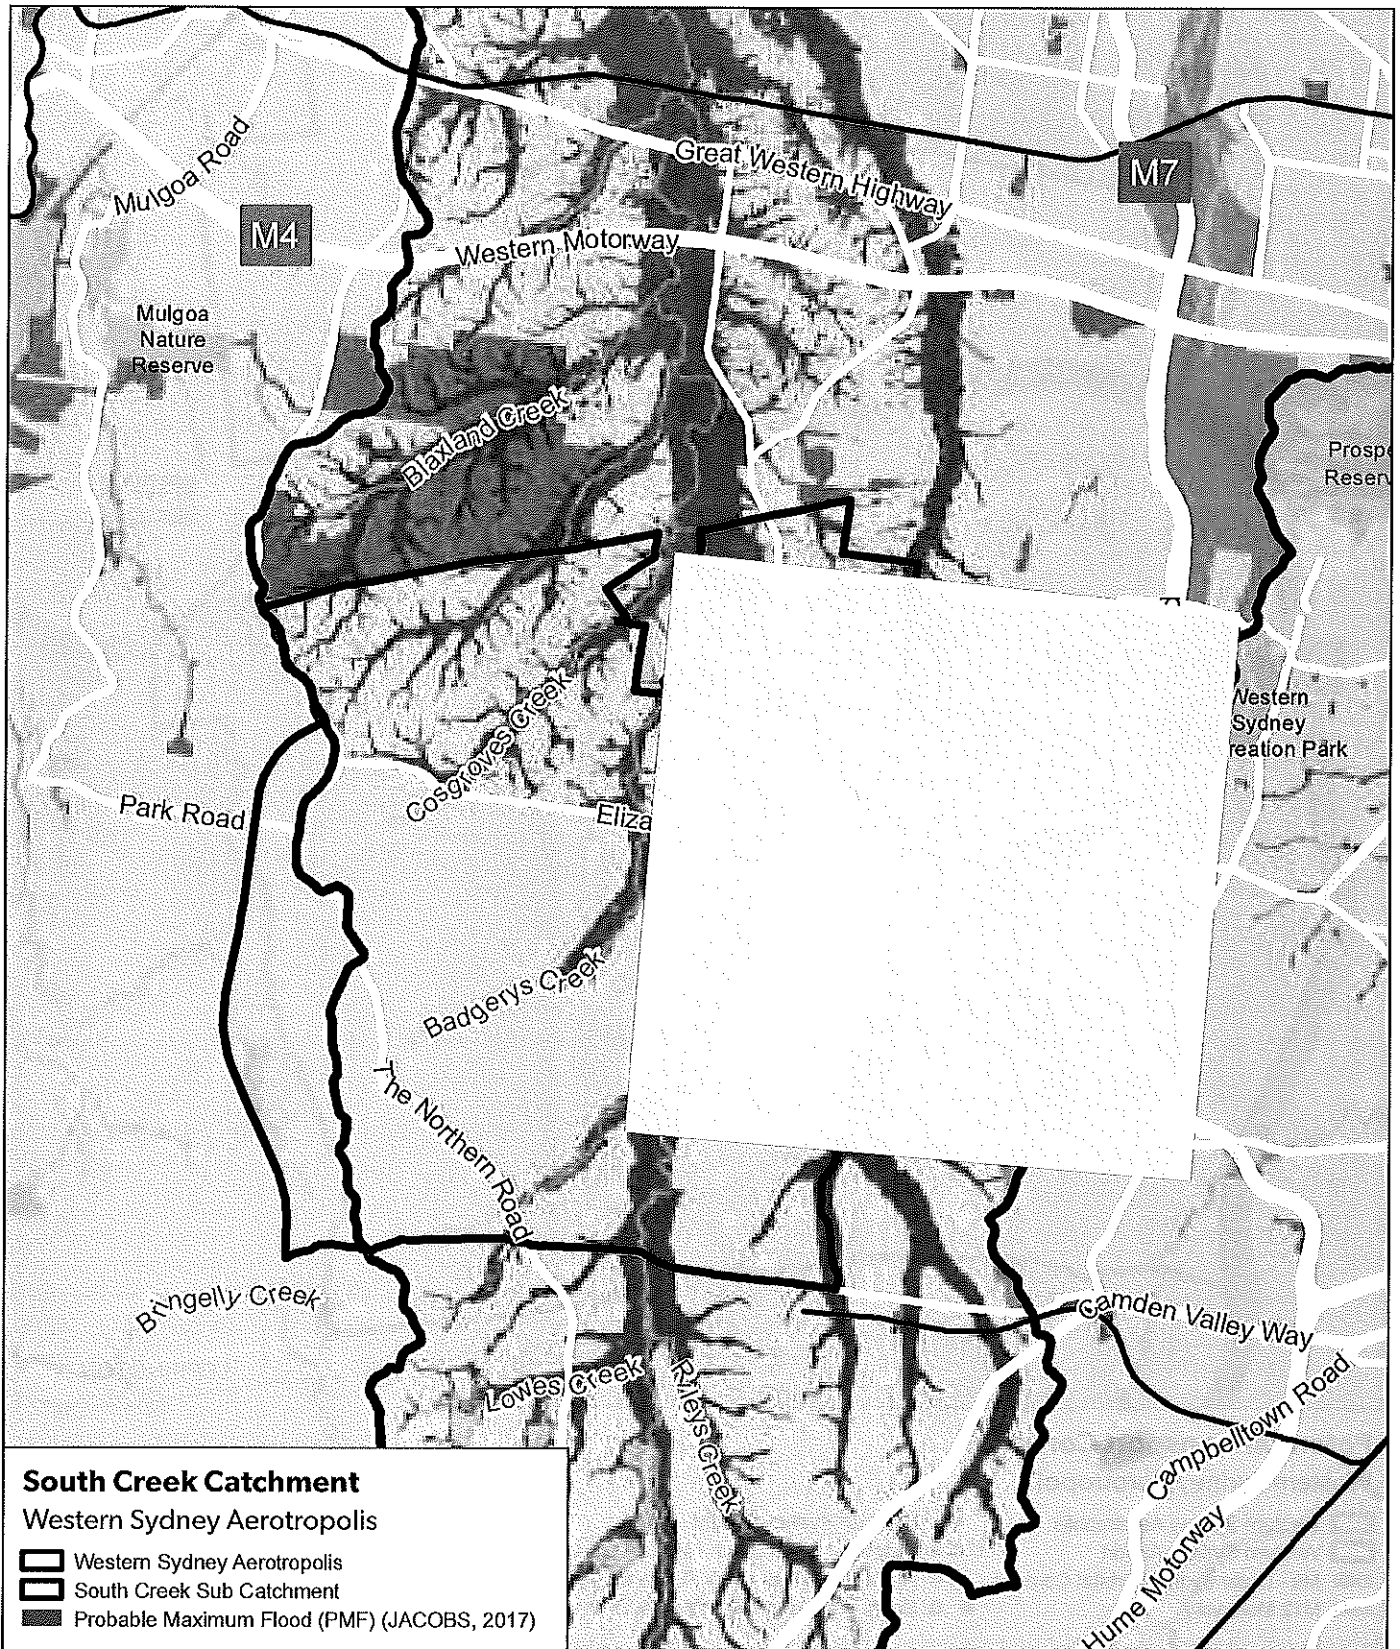 Great Western Highway
M7
Mulgoa Road
M4
Western Motorway
Mulgoa
Nature
Reserve
Blaxland Creek
Cosgroves Creek
Western
Sydney
Park
Park Road
Eliza
Badgerys Creek
The Northern Road
Bringelly Creek
Camden Valley Way
Lowes Creek
Rileys Creek
Campbelltown Road
Hume Motorway
South Creek Catchment
Western Sydney Aerotropolis
Western Sydney Aerotropolis
South Creek Sub Catchment
Probable Maximum Flood (PMF) (JACOBS, 2017)